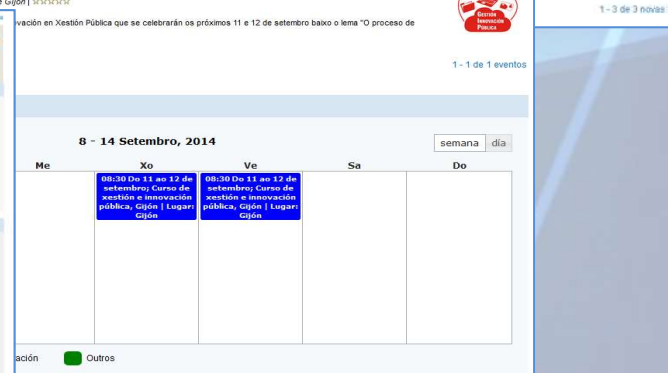 Gijón |
ovación en Xestión Pública que se celebrarán os próximos 11 e 12 de setembro baixo o lema "O proceso de
Gestión
Innovación
Pública
1 - 3 de 3 novas
1 - 1 de 1 eventos
8 - 14 Setembro, 2014
semana día
Me Xo Ve Sa Do
08:30 Do 11 ao 12 de
setembro; Curso de
xestión e innovación
pública, Gijón | Lugar:
Gijón
08:30 Do 11 ao 12 de
setembro; Curso de
xestión e innovación
pública, Gijón | Lugar:
Gijón
ación Outros